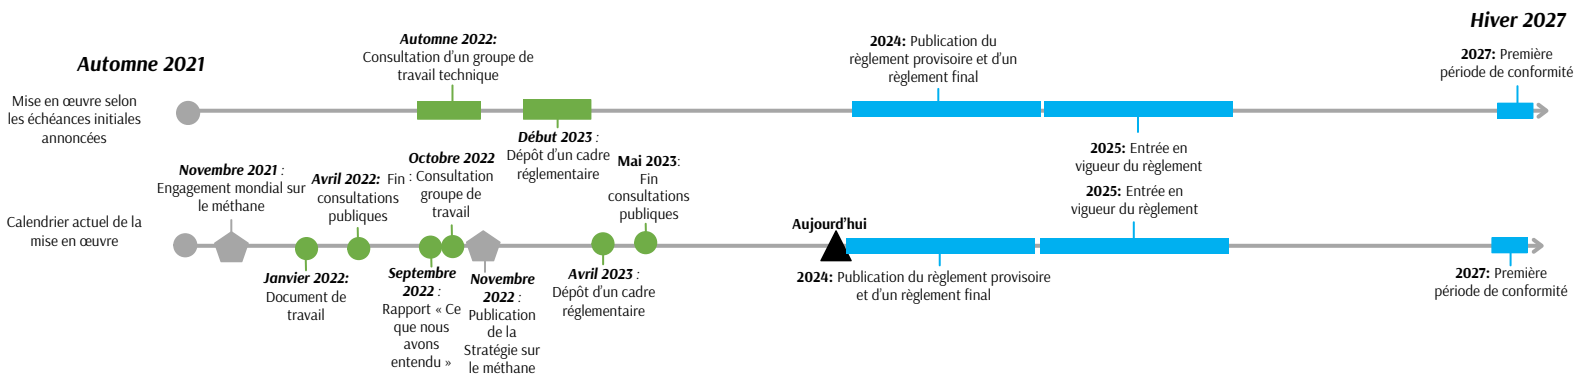 Automne 2021
Hiver 2027
Mise en œuvre selon
les échéances initiales
annoncées
Automne 2022:
Consultation d'un groupe de
travail technique
Début 2023 :
Dépôt d'un cadre
réglementaire
2024: Publication du
règlement provisoire et d'un
règlement final
2025: Entrée en
vigueur du règlement
2027: Première
période de conformité
Calendrier actuel de la
mise en œuvre
Novembre 2021 :
Engagement mondial sur
le méthane
Janvier 2022:
Document de
travail
Avril 2022: Fin
consultations
publiques
Septembre
2022 :
Rapport « Ce
que nous
avons
entendu »
Octobre 2022
: Consultation
groupe de
travail
Novembre
2022 :
Publication
de la
Stratégie sur
le méthane
Avril 2023 :
Dépôt d'un cadre
réglementaire
Mai 2023:
Fin
consultations
publiques
Aujourd'hui
2024: Publication du règlement provisoire
et d'un règlement final
2025: Entrée en
vigueur du règlement
2027: Première
période de conformité